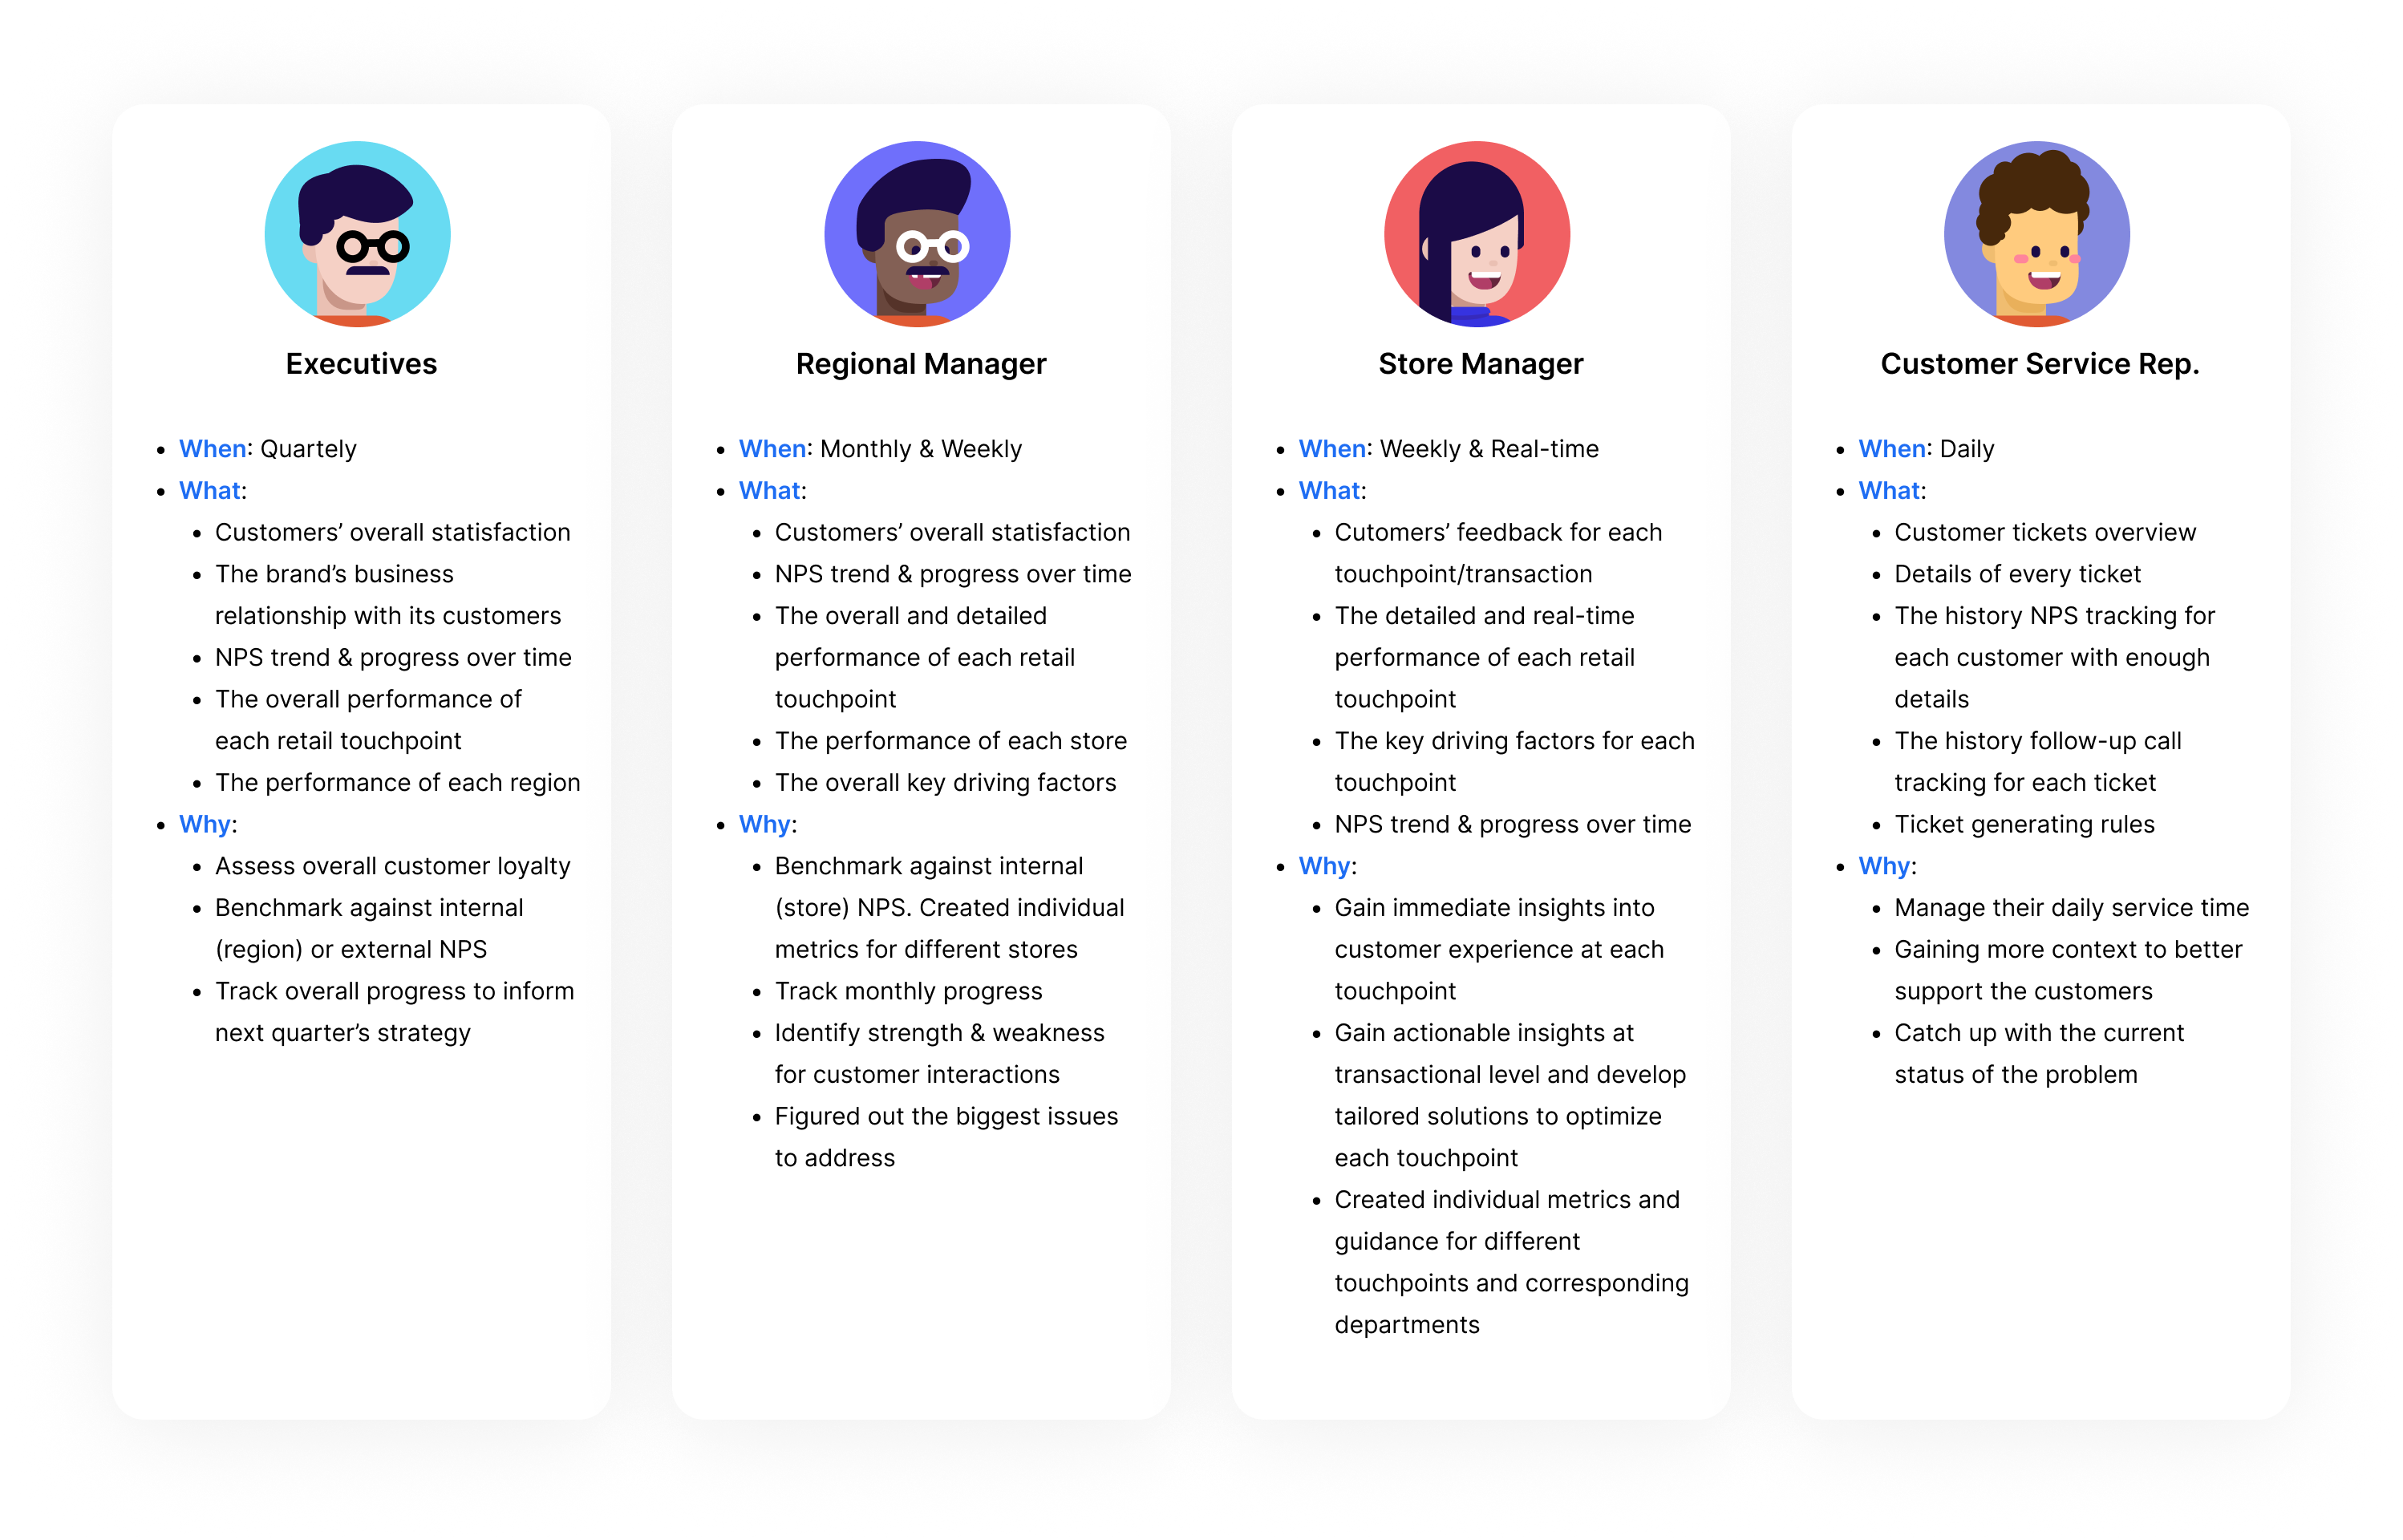 Executives
When: Quartely
What:
Customers’ overall statisfaction
The brand’s business
relationship with its customers
NPS trend & progress over time
The overall performance of
each retail touchpoint
The performance of each region
Why:
Assess overall customer loyalty
Benchmark against internal
(region) or external NPS
Track overall progress to inform
next quarter’s strategy
Regional Manager
When: Monthly & Weekly
What:
Customers’ overall statisfaction
NPS trend & progress over time
The overall and detailed
performance of each retail
touchpoint
The performance of each store
The overall key driving factors
Why:
Benchmark against internal
(store) NPS. Created individual
metrics for different stores
Track monthly progress
Identify strength & weakness
for customer interactions
Figured out the biggest issues
to address
Store Manager
When: Weekly & Real-time
What:
Cutomers’ feedback for each
touchpoint/transaction
The detailed and real-time
performance of each retail
touchpoint
The key driving factors for each
touchpoint
NPS trend & progress over time
Why:
Gain immediate insights into
customer experience at each
touchpoint
Gain actionable insights at
transactional level and develop
tailored solutions to optimize
each touchpoint
Created individual metrics and
guidance for different
touchpoints and corresponding
departments
Customer Service Rep.
When: Daily
What:
Customer tickets overview
Details of every ticket
The history NPS tracking for
each customer with enough
details
The history follow-up call
tracking for each ticket
Ticket generating rules
Why:
Manage their daily service time
Gaining more context to better
support the customers
Catch up with the current
status of the problem